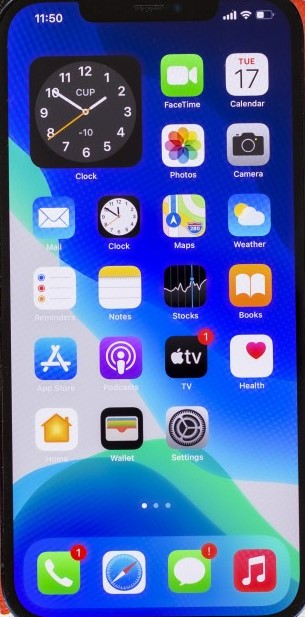 11:50
12
11 1
10 CUP 2
9 3
8 -10 4
7 5
6
Clock
FaceTime
TUE
17
Calendar
Photos
Camera
Mail
Clock
Maps
280
Weather
Reminders
Notes
Stocks
Books
App Store
Podcasts
tv
1
TV
Health
Home
Wallet
Settings
1
!